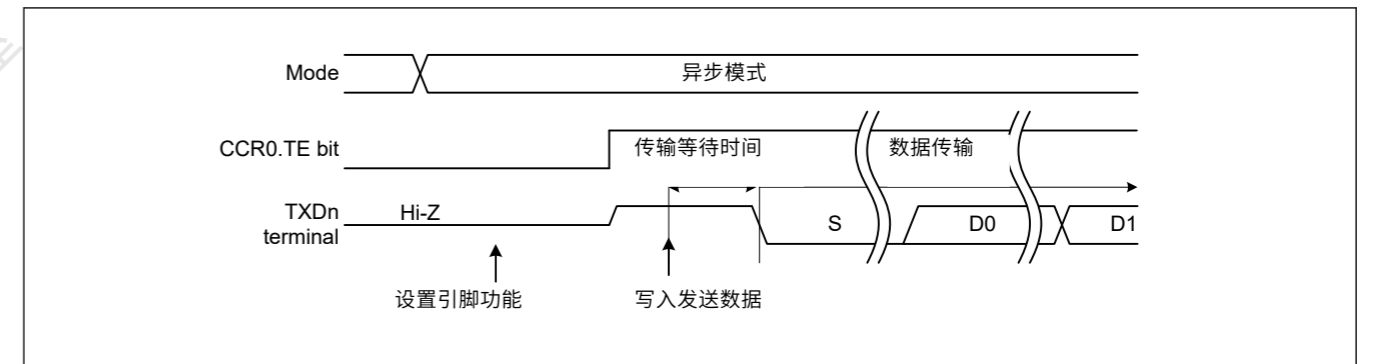 Mode
异步模式
CCR0.TE bit
传输等待时间
数据传输
TXDn
terminal
Hi-Z
S
D0
D1
设置引脚功能
写入发送数据